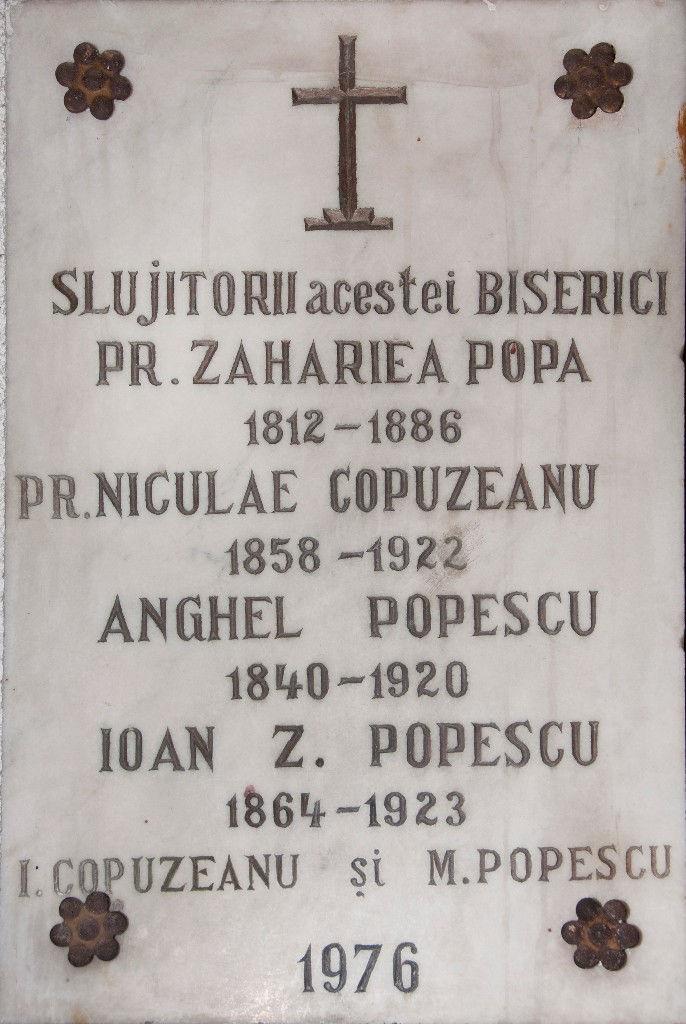 SLUjITORII acestei BISERICI
PR. ZAHARIEA POPA
1812-1886
PR. NICULAE COPUZEANU
1858-1922
ANGHEL POPESCU
1840-1920
IOAN Z. POPESCU
1864-1923
I. COPUZEANU și M. POPESCU
1976